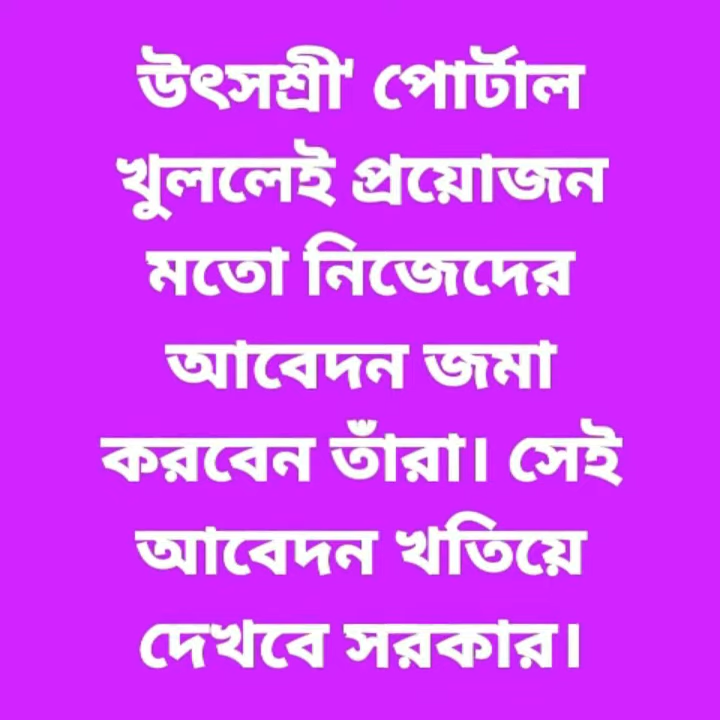 উৎসশ্রী' পোর্টাল
খুললেই প্রয়োজন
মতো নিজেদের
আবেদন জমা
করবেন তাঁরা। সেই
আবেদন খতিয়ে
দেখবে সরকার।